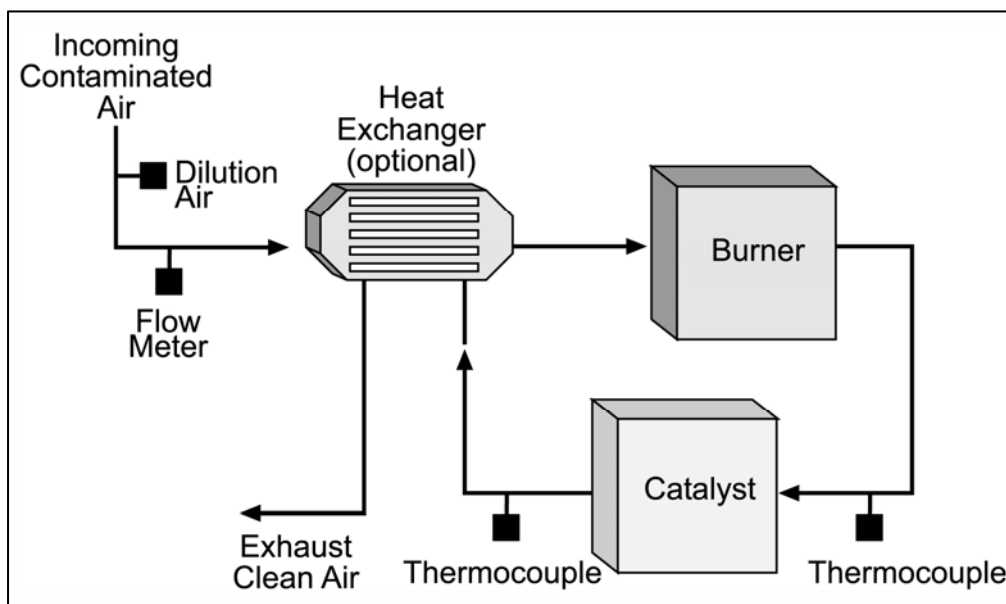 Incoming
Contaminated
Air
Dilution
Air
Flow
Meter
Heat
Exchanger
(optional)
Burner
Catalyst
Thermocouple
Thermocouple
Exhaust
Clean Air